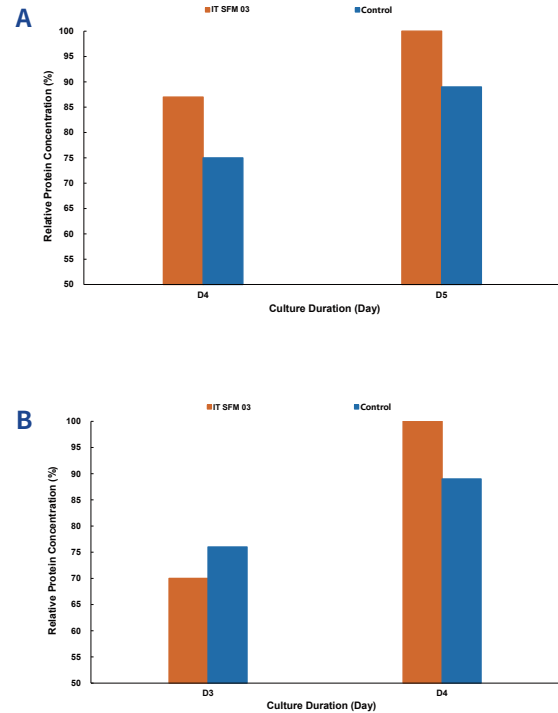 A
IT SFM 03 Control
Relative Protein Concentration (%)
100
95
90
85
80
75
70
65
60
55
50
D4 D5
Culture Duration (Day)
B
IT SFM 03 Control
Relative Protein Concentration (%)
100
95
90
85
80
75
70
65
60
55
50
D3 D4
Culture Duration (Day)